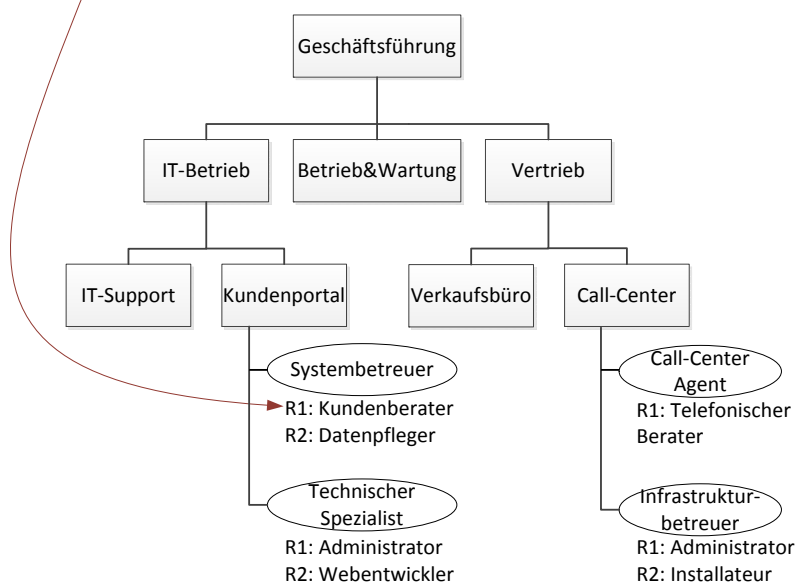 Geschäftsführung
IT-Betrieb
Betrieb&Wartung
Vertrieb
IT-Support
Kundenportal
Verkaufsbüro
Call-Center
Systembetreuer
R1: Kundenberater
R2: Datenpfleger
Technischer
Spezialist
R1: Administrator
R2: Webentwickler
Call-Center
Agent
R1: Telefonischer
Berater
Infrastruktur-
betreuer
R1: Administrator
R2: Installateur